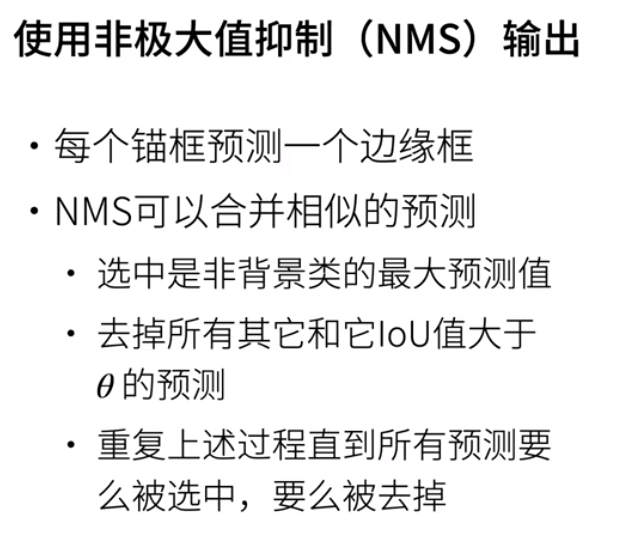 使用非极大值抑制（NMS）输出
• 每个锚框预测一个边缘框
• NMS可以合并相似的预测
• 选中是非背景类的最大预测值
• 去掉所有其它和它IoU值大于
θ 的预测
• 重复上述过程直到所有预测要
么被选中，要么被去掉